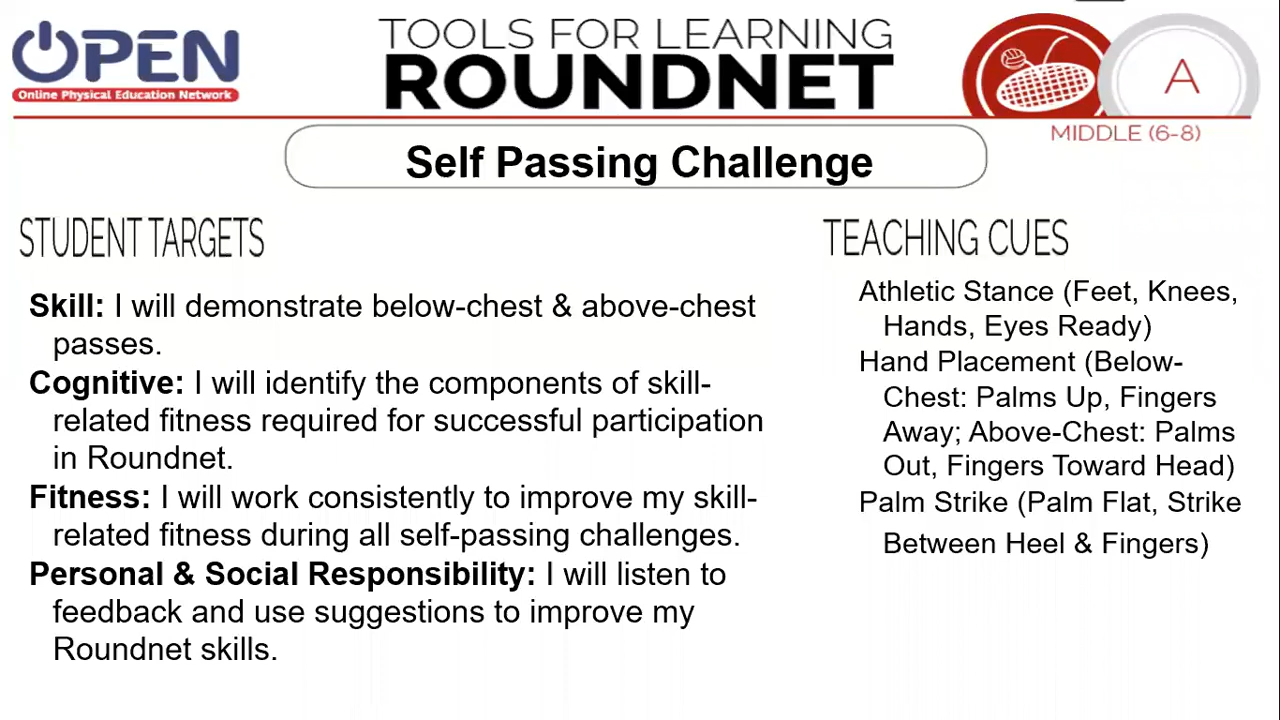 OPEN
Online Physical Education Network
TOOLS FOR LEARNING
ROUNDNET
A
MIDDLE (6-8)
Self Passing Challenge
STUDENT TARGETS
Skill: I will demonstrate below-chest & above-chest
passes.
Cognitive: I will identify the components of skill-
related fitness required for successful participation
in Roundnet.
Fitness: I will work consistently to improve my skill-
related fitness during all self-passing challenges.
Personal & Social Responsibility: I will listen to
feedback and use suggestions to improve my
Roundnet skills.
TEACHING CUES
Athletic Stance (Feet, Knees,
Hands, Eyes Ready)
Hand Placement (Below-
Chest: Palms Up, Fingers
Away; Above-Chest: Palms
Out, Fingers Toward Head)
Palm Strike (Palm Flat, Strike
Between Heel & Fingers)